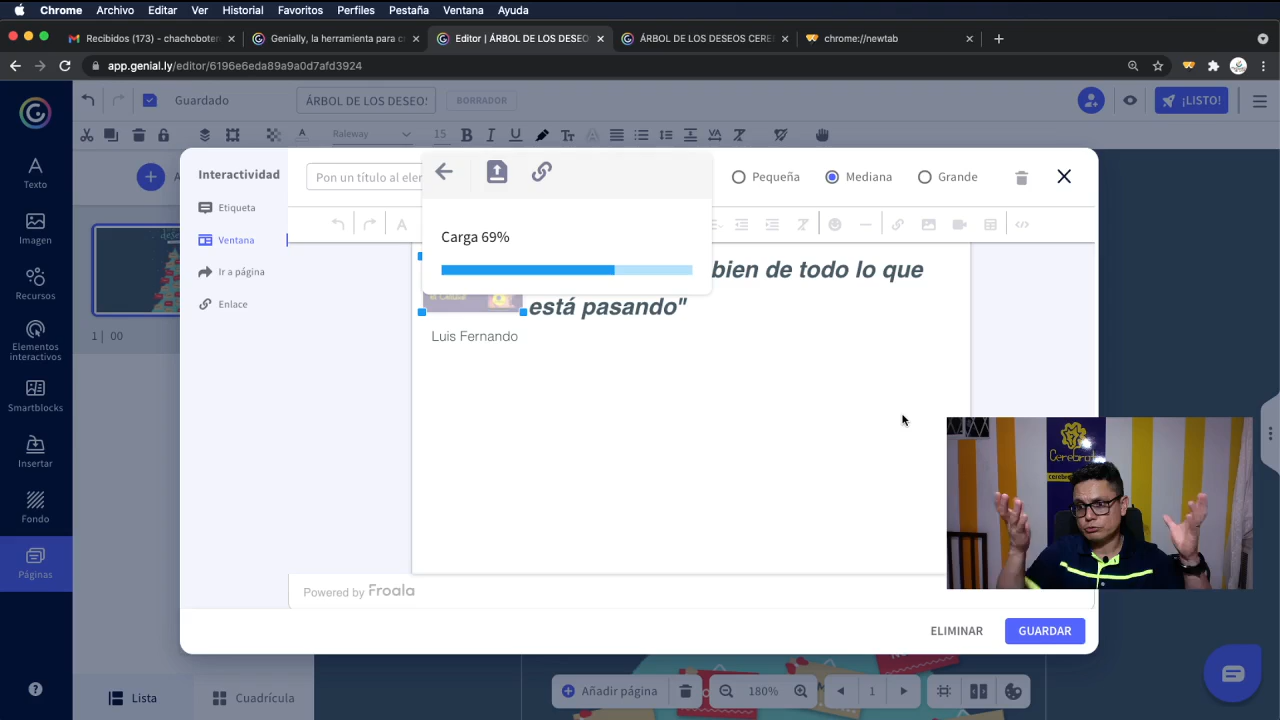 Chrome Archivo Editar Ver Historial Favoritos Perfiles Pestaña Ventana Ayuda
Recibidos (173) - chachoboter
Genially, la herramienta para c
Editor | ÁRBOL DE LOS DESEO
ÁRBOL DE LOS DESEOS CERE
chrome://newtab
app.genial.ly/editor/6196e6eda89a9a0d7afd3924
Guardado
ÁRBOL DE LOS DESEO:
BORRADOR
¡LISTO!
Raleway
15
Texto
Imagen
Recursos
Elementos
interactivos
Smartblocks
Insertar
Fondo
Páginas
1 | 00
Interactividad
Etiqueta
Ventana
Ir a página
Enlace
Pon un título al elem
Pequeña
Mediana
Grande
Carga 69%
bien de todo lo que
está pasando"
Luis Fernando
Powered by Froala
ELIMINAR
GUARDAR
Lista
Cuadrícula
Añadir página
180%
1